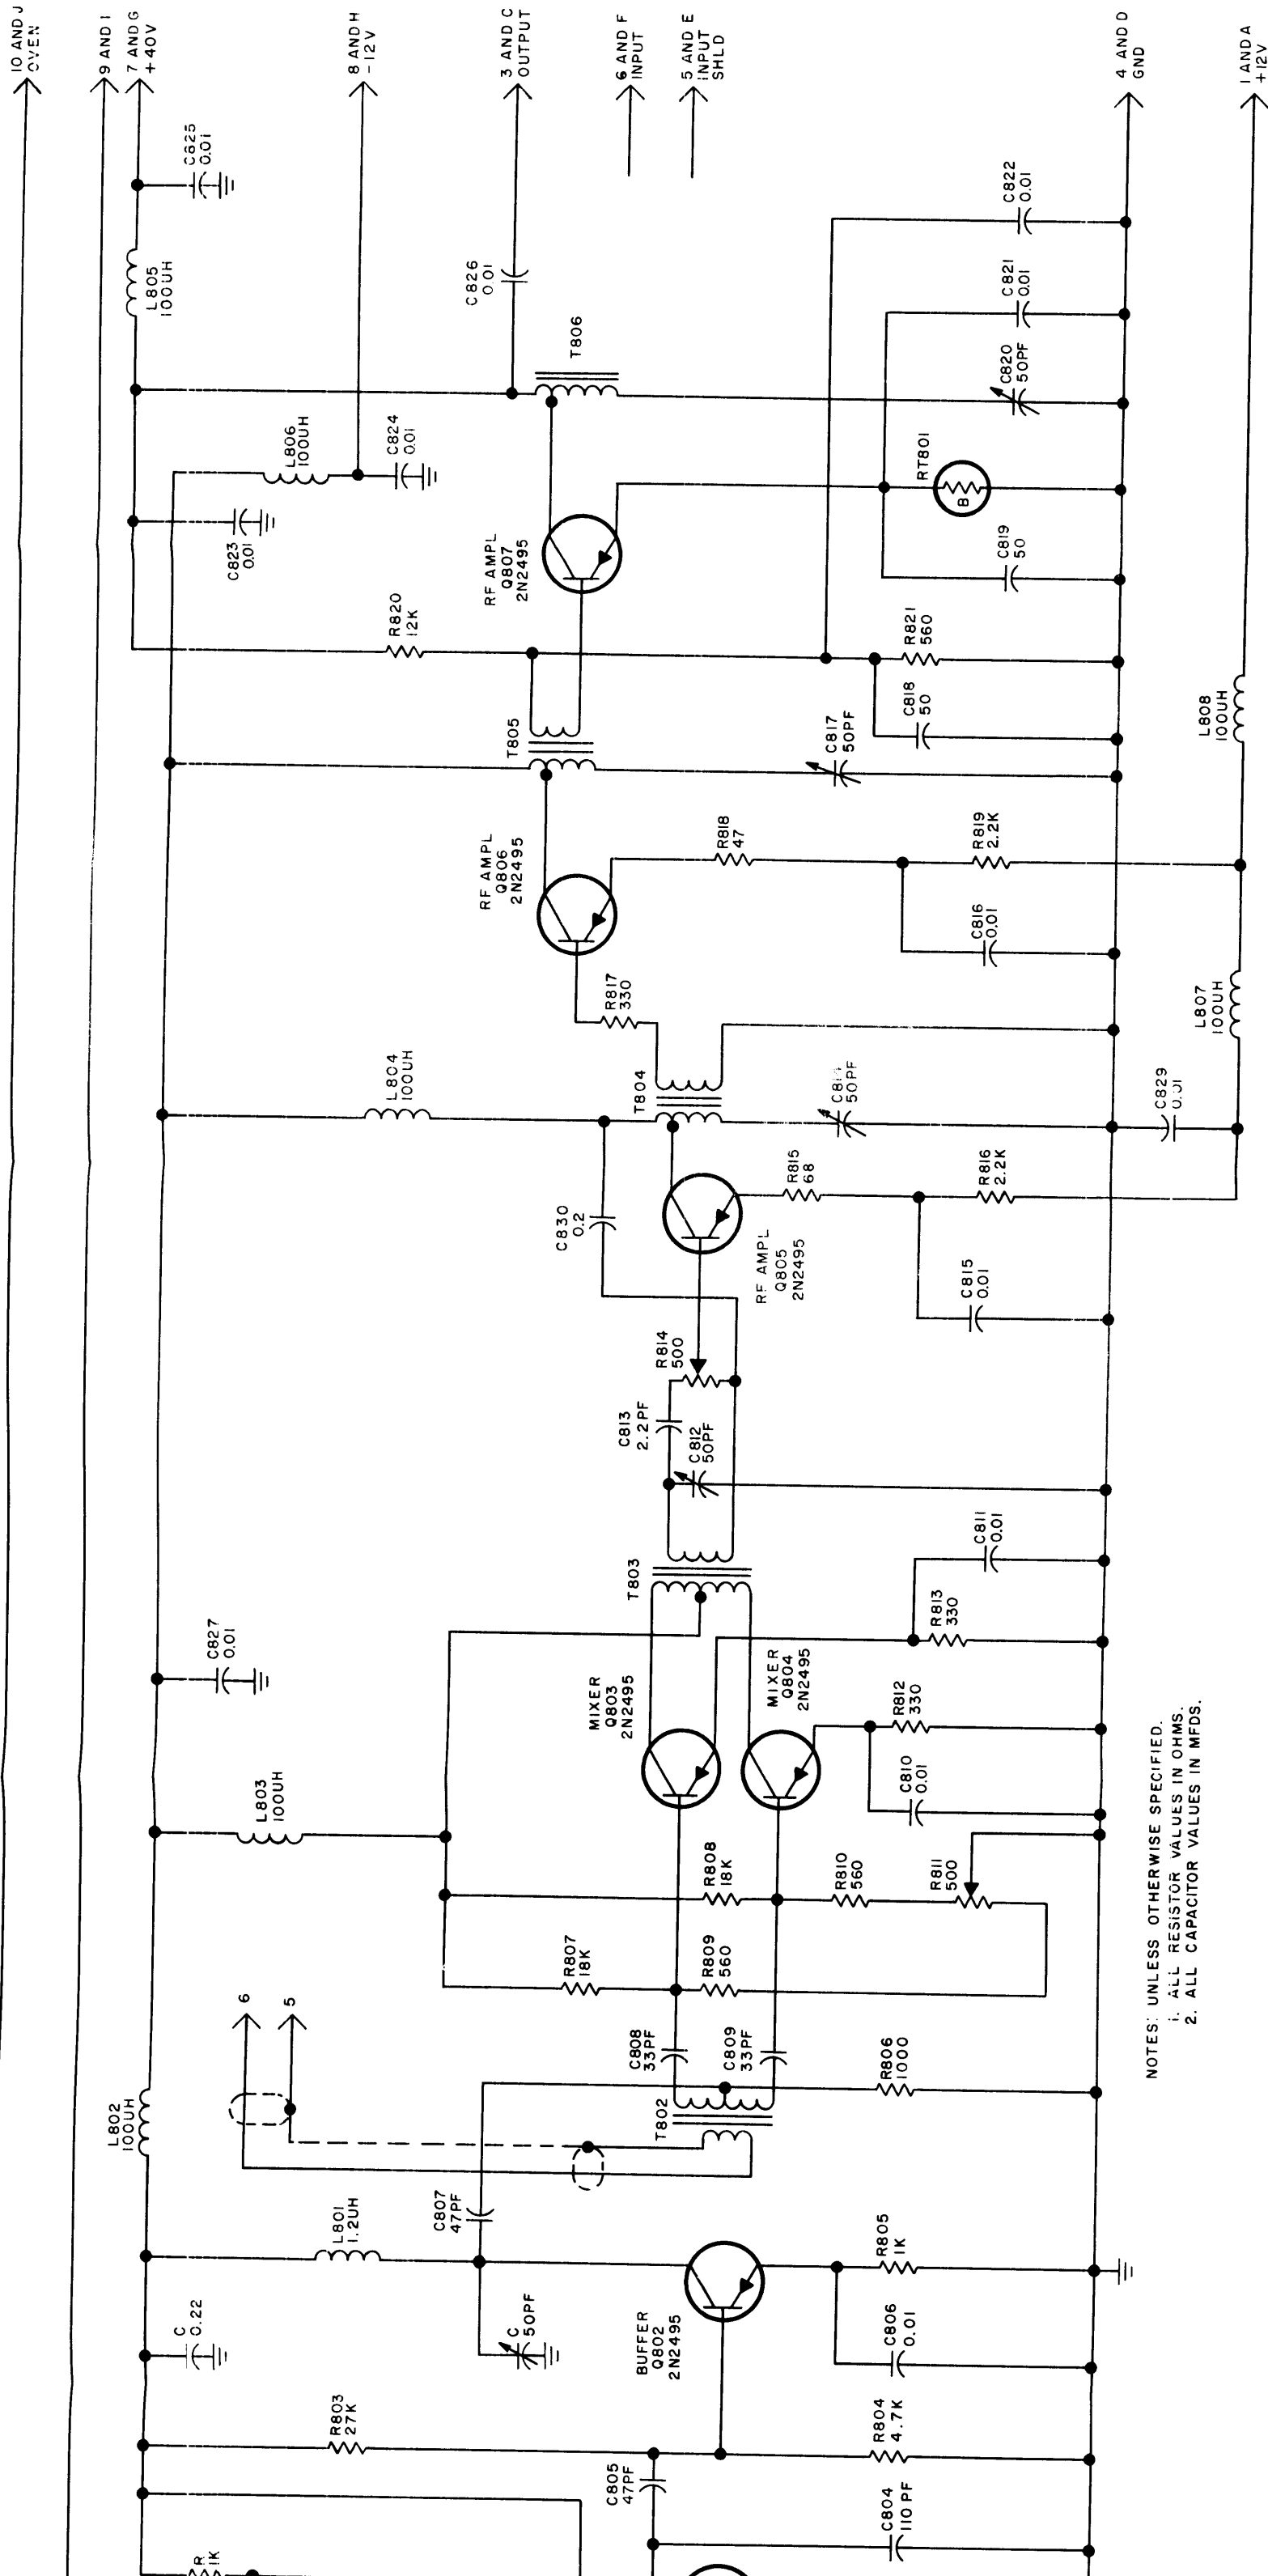 10 AND J
OVEN
9 AND I
7 AND G
+40V
8 AND H
-12V
3 AND C
OUTPUT
6 AND F
INPUT
5 AND E
INPUT
SHLD
4 AND D
GND
1 AND A
+12V
C825
0.01
L805
100UH
C826
0.01
T806
C822
0.01
C821
0.01
C820
50PF
L806
100UH
C824
0.01
RT801
B
C823
0.01
RF AMPL
Q807
2N2495
C819
50
R820
12K
R821
560
C818
50
T805
C817
50PF
L808
100UH
RF AMPL
Q806
2N2495
R818
47
R819
2.2K
C816
0.01
R817
330
L807
100UH
L804
100UH
T804
50PF
C829
0.01
R815
68
R816
2.2K
C830
0.2
RF AMPL
Q805
2N2495
C815
0.01
R814
500
C813
2.2PF
C812
50PF
T803
C811
0.01
R813
330
C827
0.01
MIXER
Q803
2N2495
MIXER
Q804
2N2495
R812
330
C810
0.01
L803
100UH
R808
18K
R810
560
R811
500
R807
18K
R809
560
6
5
C808
33PF
C809
33PF
R806
1000
L802
100UH
T802
L801
1.2UH
C807
47PF
R805
1K
C
0.22
C
50PF
BUFFER
Q802
2N2495
C806
0.01
R803
27K
R804
4.7K
C805
47PF
C804
110PF
R
1K
NOTES: UNLESS OTHERWISE SPECIFIED.
1. ALL RESISTOR VALUES IN OHMS.
2. ALL CAPACITOR VALUES IN MFDS.